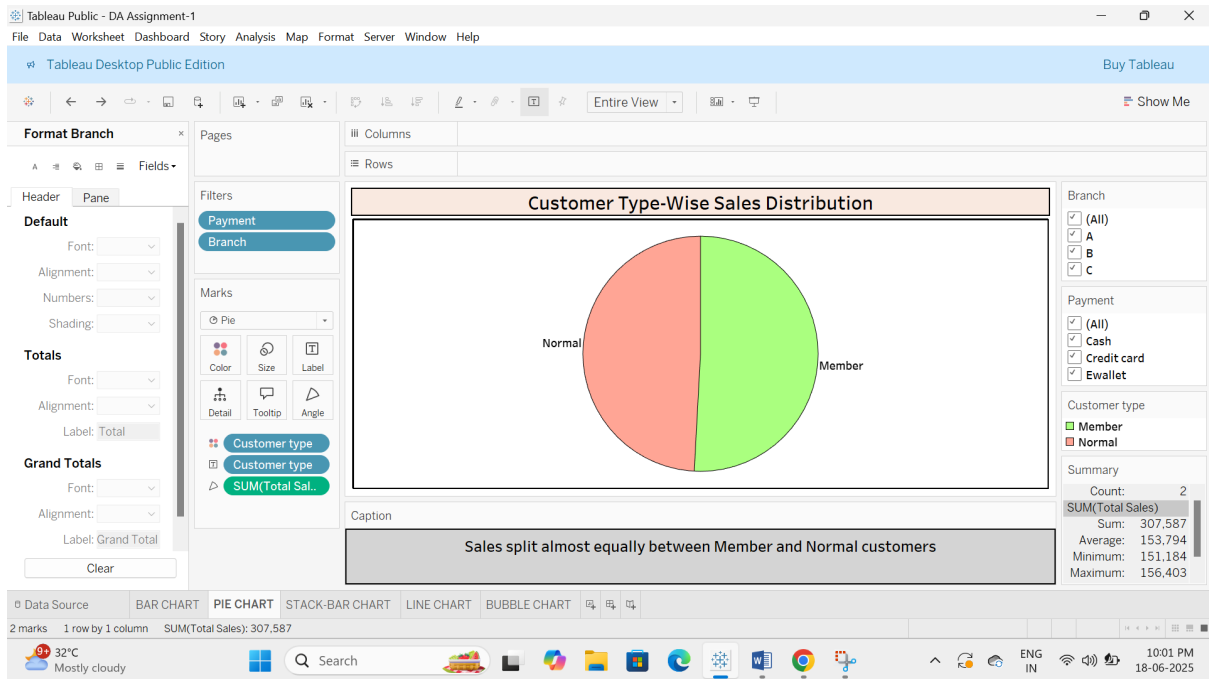 Tableau Public - DA Assignment-1
File Data Worksheet Dashboard Story Analysis Map Format Server Window Help
Tableau Desktop Public Edition
Buy Tableau
Entire View
Show Me
Format Branch
Fields
Header Pane
Default
Font:
Alignment:
Numbers:
Shading:
Totals
Font:
Alignment:
Label: Total
Grand Totals
Font:
Alignment:
Label: Grand Total
Clear
Pages
Filters
Payment
Branch
Marks
Pie
Color Size Label
Detail Tooltip Angle
Customer type
Customer type
SUM(Total Sal..
iii Columns
Rows
Customer Type-Wise Sales Distribution
Normal
Member
Caption
Sales split almost equally between Member and Normal customers
Branch
(All)
A
B
C
Payment
(All)
Cash
Credit card
Ewallet
Customer type
Member
Normal
Summary
Count: 2
SUM(Total Sales)
Sum: 307,587
Average: 153,794
Minimum: 151,184
Maximum: 156,403
Data Source BAR CHART PIE CHART STACK-BAR CHART LINE CHART BUBBLE CHART
2 marks 1 row by 1 column SUM(Total Sales): 307,587
9+
32°C
Mostly cloudy
Search
ENG
IN
10:01 PM
18-06-2025